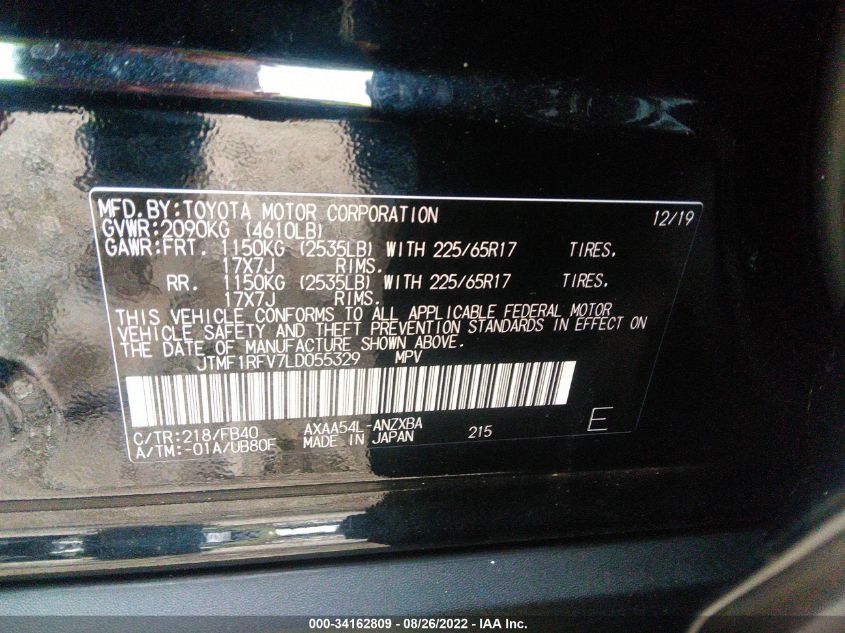 MFD.BY:TOYOTA MOTOR CORPORATION 12/19
GVWR:2090KG (4610LB)
GAWR:FRT. 1150KG (2535LB) WITH 225/65R17 TIRES.
17X7J RIMS.
RR. 1150KG (2535LB) WITH 225/65R17 TIRES.
17X7J RIMS.
THIS VEHICLE CONFORMS TO ALL APPLICABLE FEDERAL MOTOR
VEHICLE SAFETY AND THEFT PREVENTION STANDARDS IN EFFECT ON
THE DATE OF MANUFACTURE SHOWN ABOVE.
JTMF1RFV7LD055329 MPV
C/TR:218/FB40 AXAA54L-ANZXBA 215 E
A/TM:-01A/UB80F MADE IN JAPAN
000-34162809 - 08/26/2022 - IAA Inc.